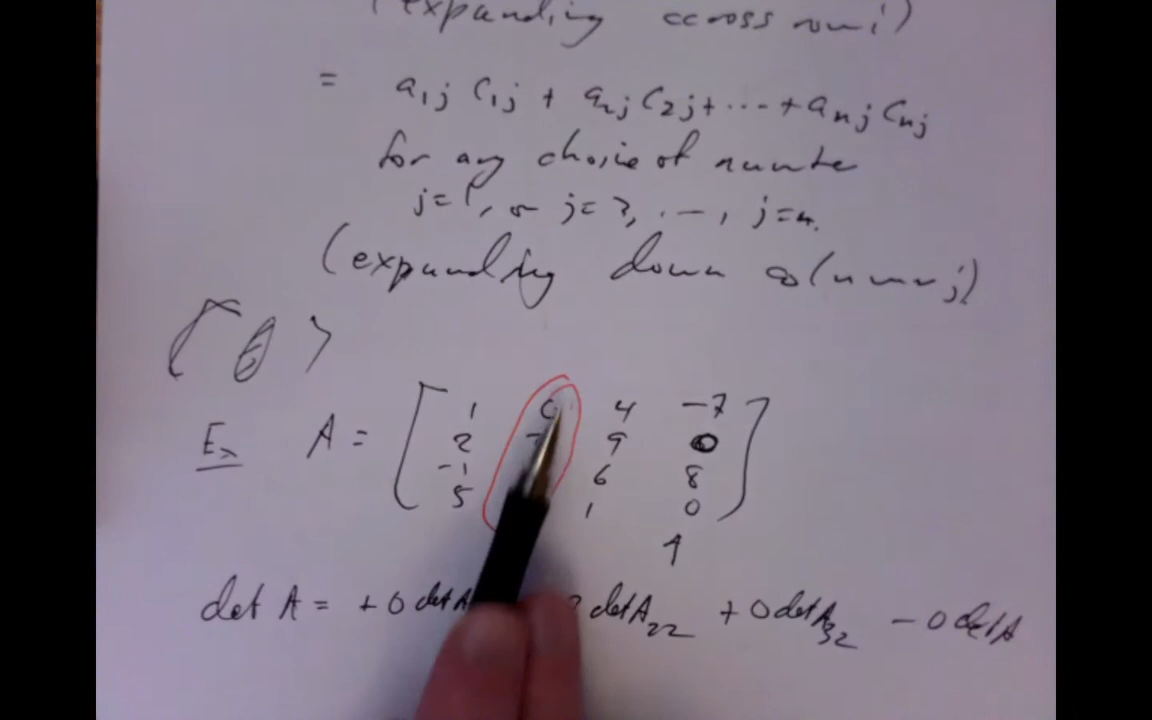 (expanding across row i)
= a1j C1j + a2j C2j + ... + anj Cnj
for any choice of
j=1, or j=2, ..., j=n.
(expanding down column j)
Ex A = [ 1 0 4 -7
2 9 0
-1 6 8
5 1 0 ]
det A = + 0 det A det A22 + 0 det A32 - 0 det A